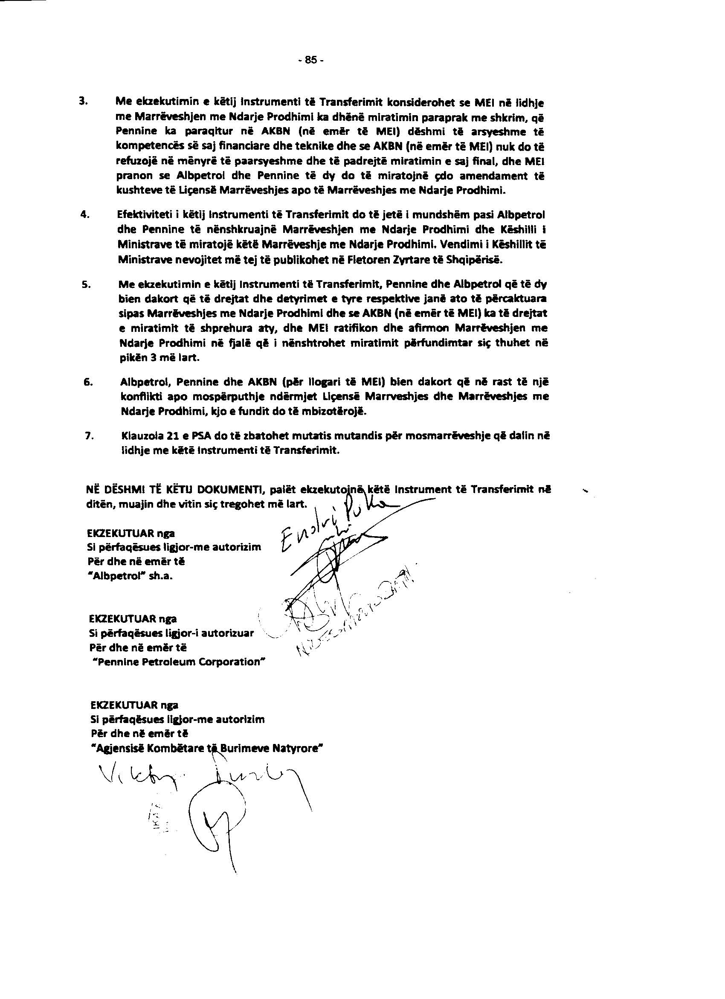 - 85 -
3. Me ekzekutimin e këtij Instrumenti të Transferimit konsiderohet se MEI në lidhje
me Marrëveshjen me Ndarje Prodhimi ka dhënë miratimin paraprak me shkrim, që
Pennine ka paraqitur në AKBN (në emër të MEI) dëshmi të arsyeshme të
kompetencës së saj financiare dhe teknike dhe se AKBN (në emër të MEI) nuk do të
refuzojë në mënyrë të paarsyeshme dhe të padrejtë miratimin e saj final, dhe MEI
pranon se Albpetrol dhe Pennine të dy do të miratojnë çdo amendament të
kushteve të Liçensë Marrëveshjes apo të Marrëveshjes me Ndarje Prodhimi.
4. Efektiviteti i këtij Instrumenti të Transferimit do të jetë i mundshëm pasi Albpetrol
dhe Pennine të nënshkruajnë Marrëveshjen me Ndarje Prodhimi dhe Këshilli i
Ministrave të miratojë këtë Marrëveshje me Ndarje Prodhimi. Vendimi i Këshillit të
Ministrave nevojitet më tej të publikohet në Fletoren Zyrtare të Shqipërisë.
5. Me ekzekutimin e këtij Instrumenti të Transferimit, Pennine dhe Albpetrol që të dy
bien dakort që të drejtat dhe detyrimet e tyre respektive janë ato të përcaktuara
sipas Marrëveshjes me Ndarje Prodhimi dhe se AKBN (në emër të MEI) ka të drejtat
e miratimit të shprehura aty, dhe MEI ratifikon dhe afirmon Marrëveshjen me
Ndarje Prodhimi në fjalë që i nënshtrohet miratimit përfundimtar siç thuhet në
pikën 3 më lart.
6. Albpetrol, Pennine dhe AKBN (për llogari të MEI) bien dakort që në rast të një
konflikti apo mospërputhje ndërmjet Liçensë Marrveshjes dhe Marrëveshjes me
Ndarje Prodhimi, kjo e fundit do të mbizotërojë.
7. Klauzola 21 e PSA do të zbatohet mutatis mutandis për mosmarrëveshje që dalin në
lidhje me këtë Instrumenti të Transferimit.
NË DËSHMI TË KËTIJ DOKUMENTI, palët ekzekutojnë këtë Instrument të Transferimit në
ditën, muajin dhe vitin siç tregohet më lart.
Endri Puka
EKZEKUTUAR nga
Si përfaqësues ligjor-me autorizim
Për dhe në emër të
"Albpetrol" sh.a.
EKZEKUTUAR nga
Si përfaqësues ligjor-i autorizuar
Për dhe në emër të
"Pennine Petroleum Corporation"
EKZEKUTUAR nga
Si përfaqësues ligjor-me autorizim
Për dhe në emër të
"Agjensisë Kombëtare të Burimeve Natyrore"